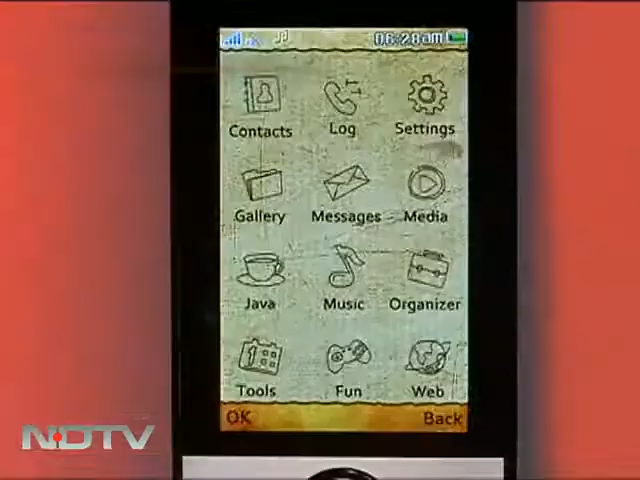 06:28am
Contacts Log Settings
Gallery Messages Media
Java Music Organizer
Tools Fun Web
OK Back
NDTV